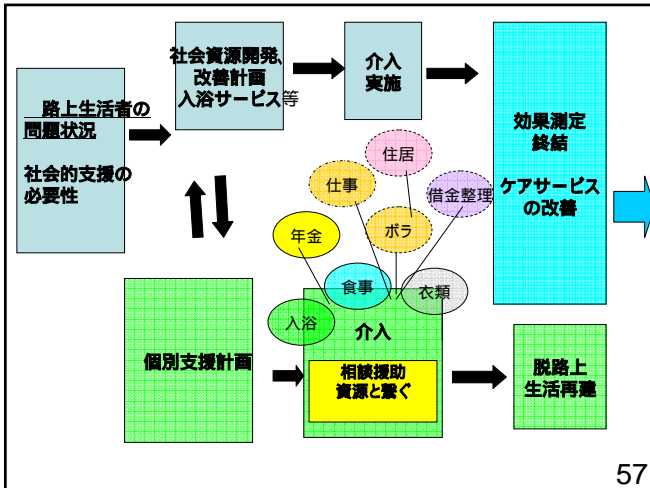 路上生活者の
問題状況
社会的支援の
必要性
社会資源開発、
改善計画
入浴サービス等
介入
実施
効果測定
終結
ケアサービス
の改善
住居
仕事
借金整理
年金
ボラ
食事
衣類
入浴
介入
個別支援計画
相談援助
資源と繋ぐ
脱路上
生活再建
57